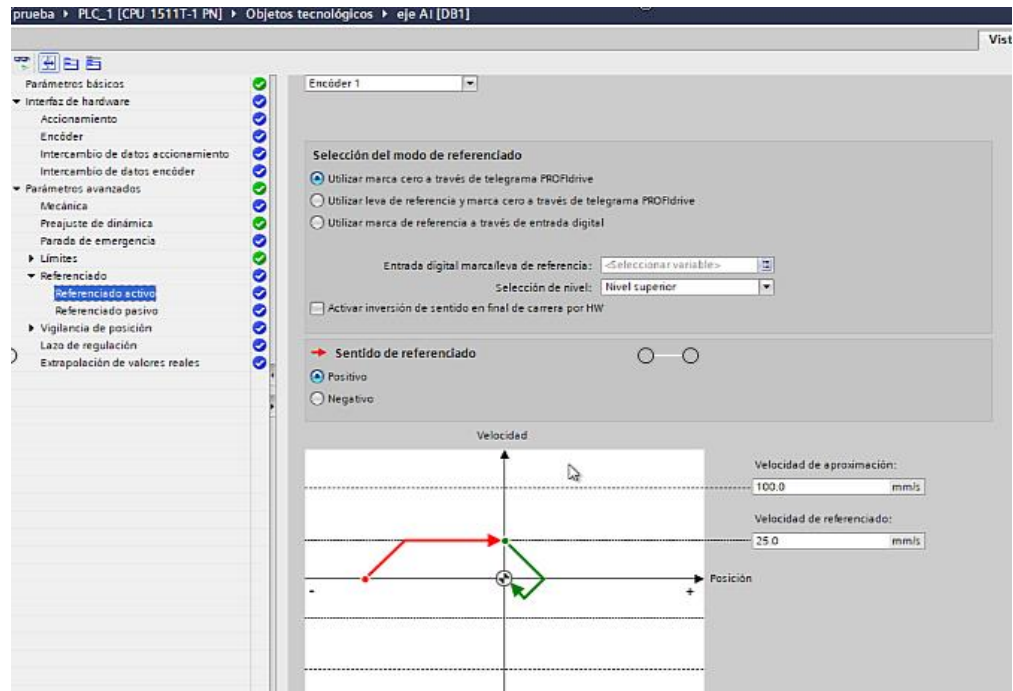 prueba ▸ PLC_1 [CPU 1511T-1 PN] ▸ Objetos tecnológicos ▸ eje AI [DB1]
Vist
Parámetros básicos
Interfaz de hardware
Accionamiento
Encóder
Intercambio de datos accionamiento
Intercambio de datos encóder
Parámetros avanzados
Mecánica
Preajuste de dinámica
Parada de emergencia
Límites
Referenciado
Referenciado activo
Referenciado pasivo
Vigilancia de posición
Lazo de regulación
Extrapolación de valores reales
Encóder 1
Selección del modo de referenciado
Utilizar marca cero a través de telegrama PROFIdrive
Utilizar leva de referencia y marca cero a través de telegrama PROFIdrive
Utilizar marca de referencia a través de entrada digital
Entrada digital marca/leva de referencia: <Seleccionar variable>
Selección de nivel: Nivel superior
Activar inversión de sentido en final de carrera por HW
Sentido de referenciado
Positivo
Negativo
Velocidad
Velocidad de aproximación:
100.0 mm/s
Velocidad de referenciado:
25.0 mm/s
Posición
- +